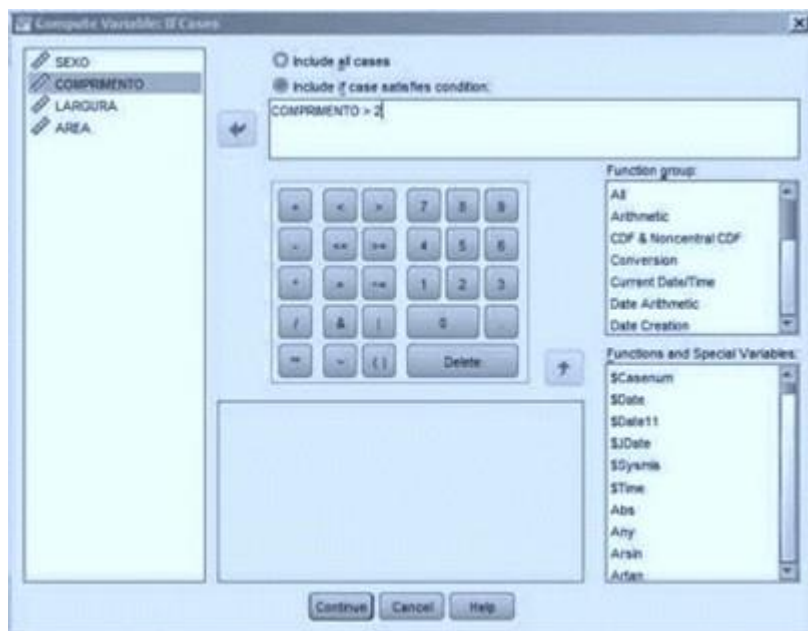 Compute Variable: If Cases
SEXO
COMPRIMENTO
LARGURA
AREA
Include all cases
Include if case satisfies condition:
COMPRIMENTO > 2
Function group:
All
Arithmetic
CDF & Noncentral CDF
Conversion
Current Date/Time
Date Arithmetic
Date Creation
+ < > 7 8 9
- <= >= 4 5 6
* = ~= 1 2 3
/ & | 0 .
** ~ ( ) Delete
Functions and Special Variables:
$Casenum
$Date
$Date11
$JDate
$Sysmis
$Time
Abs
Any
Arsin
Artan
Continue Cancel Help